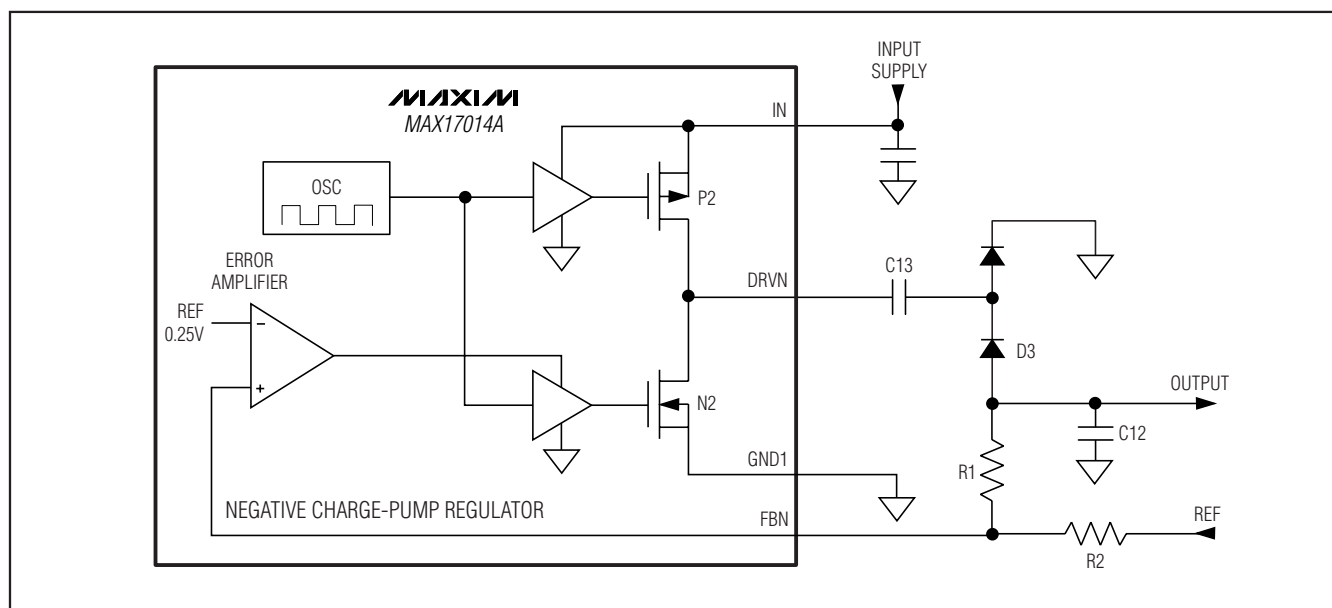 INPUT
SUPPLY
MAXIM
MAX17014A
IN
OSC
P2
ERROR
AMPLIFIER
C13
DRVN
REF
0.25V
−
+
D3
OUTPUT
N2
C12
GND1
R1
NEGATIVE CHARGE-PUMP REGULATOR
FBN
REF
R2